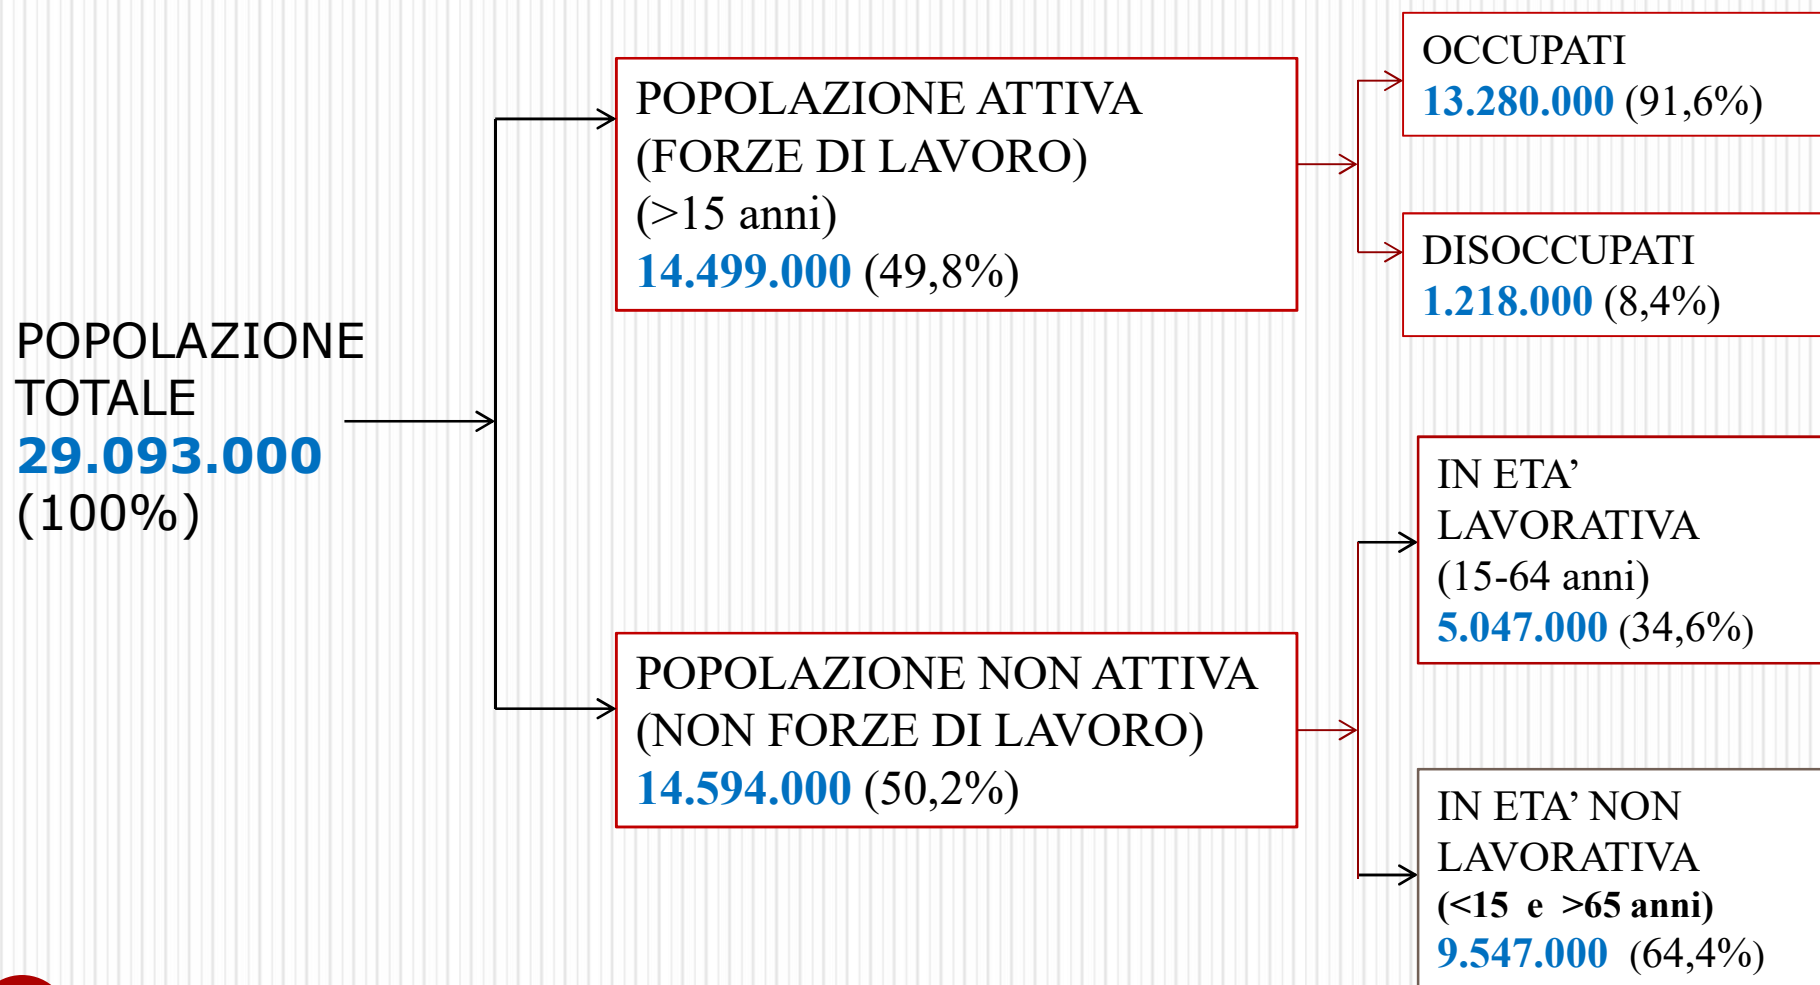 POPOLAZIONE
TOTALE
29.093.000
(100%)
POPOLAZIONE ATTIVA
(FORZE DI LAVORO)
(>15 anni)
14.499.000 (49,8%)
OCCUPATI
13.280.000 (91,6%)
DISOCCUPATI
1.218.000 (8,4%)
POPOLAZIONE NON ATTIVA
(NON FORZE DI LAVORO)
14.594.000 (50,2%)
IN ETA’
LAVORATIVA
(15-64 anni)
5.047.000 (34,6%)
IN ETA’ NON
LAVORATIVA
(<15 e >65 anni)
9.547.000 (64,4%)